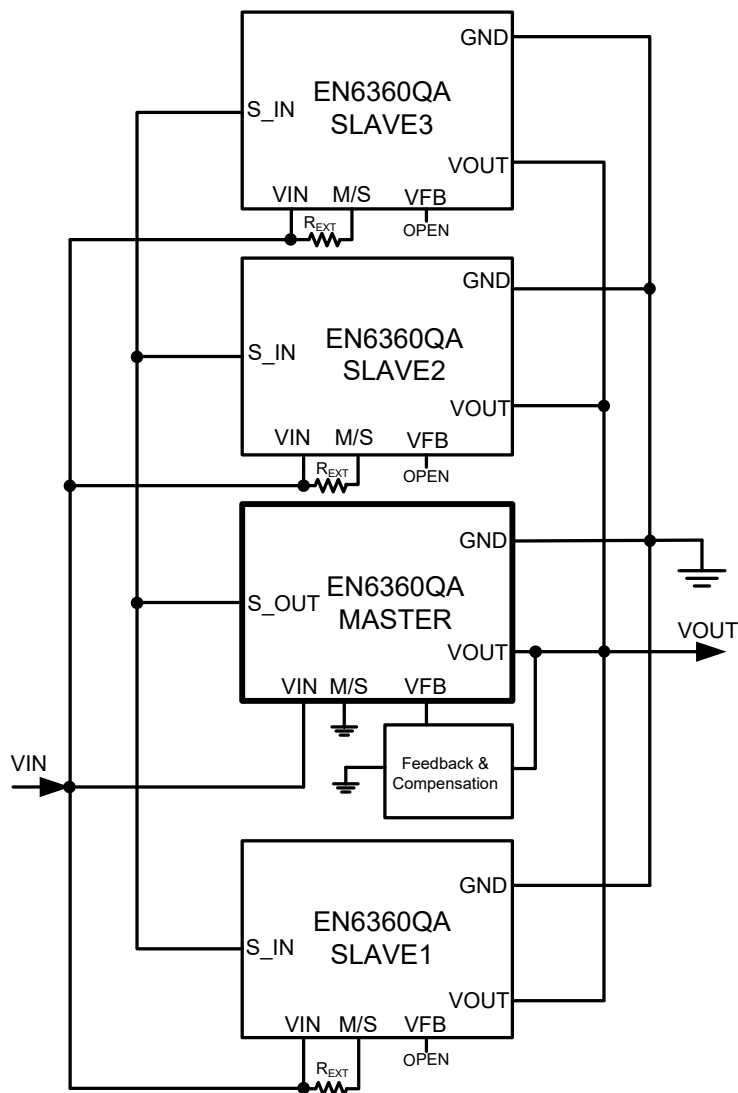 GND
EN6360QA
SLAVE3
S_IN
VOUT
VIN M/S VFB
REXT
OPEN
GND
EN6360QA
SLAVE2
S_IN
VOUT
VIN M/S VFB
REXT
OPEN
GND
EN6360QA
MASTER
S_OUT
VOUT
VOUT
VIN M/S VFB
Feedback &
Compensation
VIN
GND
EN6360QA
SLAVE1
S_IN
VOUT
VIN M/S VFB
REXT
OPEN